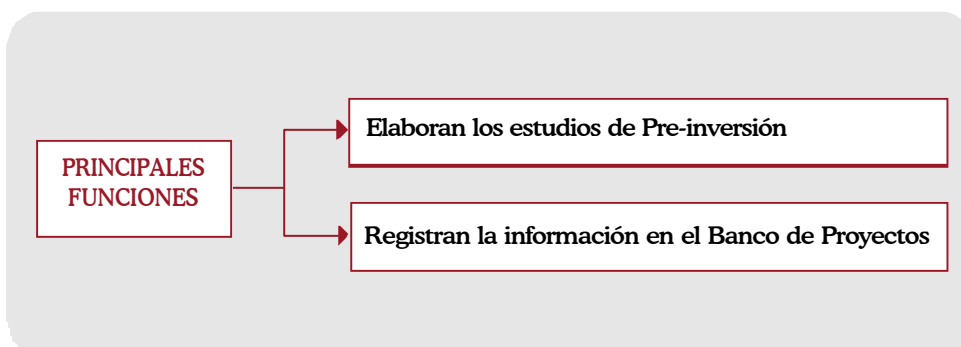 PRINCIPALES
FUNCIONES
Elaboran los estudios de Pre-inversión
Registran la información en el Banco de Proyectos